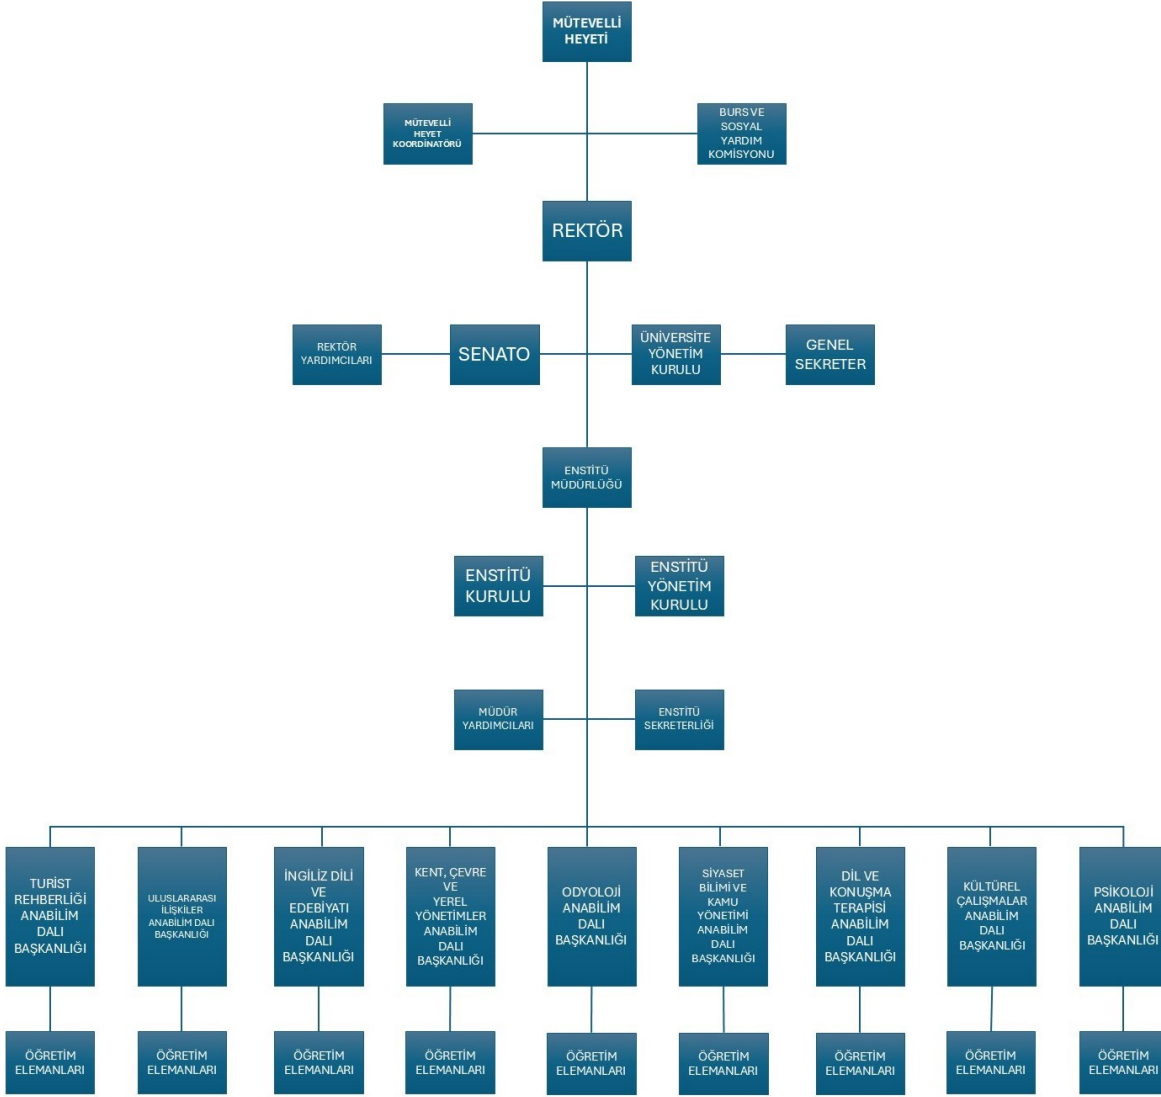 MÜTEVELLİ
HEYETİ
MÜTEVELLİ
HEYET
KOORDİNATÖRÜ
BURS VE
SOSYAL
YARDIM
KOMİSYONU
REKTÖR
REKTÖR
YARDIMCILARI
SENATO
ÜNİVERSİTE
YÖNETİM
KURULU
GENEL
SEKRETER
ENSTİTÜ
MÜDÜRLÜĞÜ
ENSTİTÜ
KURULU
ENSTİTÜ
YÖNETİM
KURULU
MÜDÜR
YARDIMCILARI
ENSTİTÜ
SEKRETERLİĞİ
TURİST
REHBERLİĞİ
ANABİLİM
DALI
BAŞKANLIĞI
ULUSLARARASI
İLİŞKİLER
ANABİLİM DALI
BAŞKANLIĞI
İNGİLİZ DİLİ
VE
EDEBİYATI
ANABİLİM
DALI
BAŞKANLIĞI
KENT, ÇEVRE
VE
YEREL
YÖNETİMLER
ANABİLİM
DALI
BAŞKANLIĞI
ODYOLOJİ
ANABİLİM
DALI
BAŞKANLIĞI
SİYASET
BİLİMİ VE
KAMU
YÖNETİMİ
ANABİLİM
DALI
BAŞKANLIĞI
DİL VE
KONUŞMA
TERAPİSİ
ANABİLİM
DALI
BAŞKANLIĞI
KÜLTÜREL
ÇALIŞMALAR
ANABİLİM
DALI
BAŞKANLIĞI
PSİKOLOJİ
ANABİLİM
DALI
BAŞKANLIĞI
ÖĞRETİM
ELEMANLARI
ÖĞRETİM
ELEMANLARI
ÖĞRETİM
ELEMANLARI
ÖĞRETİM
ELEMANLARI
ÖĞRETİM
ELEMANLARI
ÖĞRETİM
ELEMANLARI
ÖĞRETİM
ELEMANLARI
ÖĞRETİM
ELEMANLARI
ÖĞRETİM
ELEMANLARI